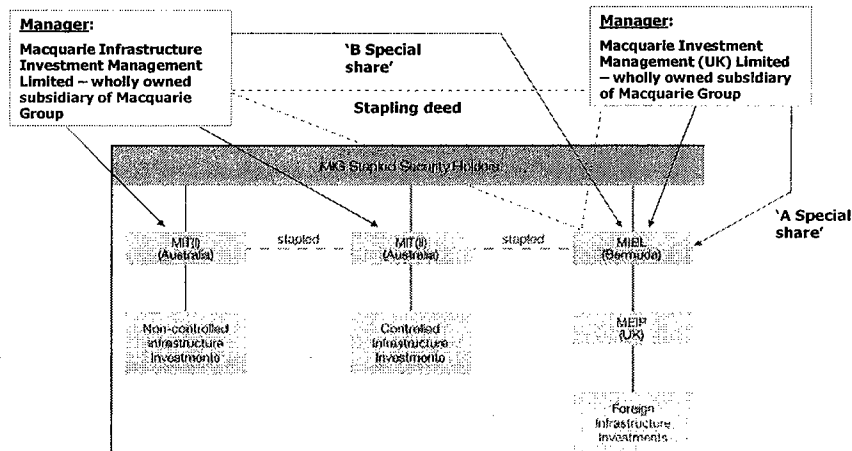 Manager:
Macquarie Infrastructure
Investment Management
Limited – wholly owned
subsidiary of Macquarie
Group
‘B Special
share’
Stapling deed
Manager:
Macquarie Investment
Management (UK) Limited
– wholly owned subsidiary
of Macquarie Group
MIG Stapled Security Holders
‘A Special
share’
MIT(I)
(Australia)
stapled
MIT(II)
(Australia)
stapled
MIBL
(Bermuda)
Non-controlled
Infrastructure
Investments
Controlled
Infrastructure
Investments
MEIP
(UK)
Foreign
Infrastructure
Investments